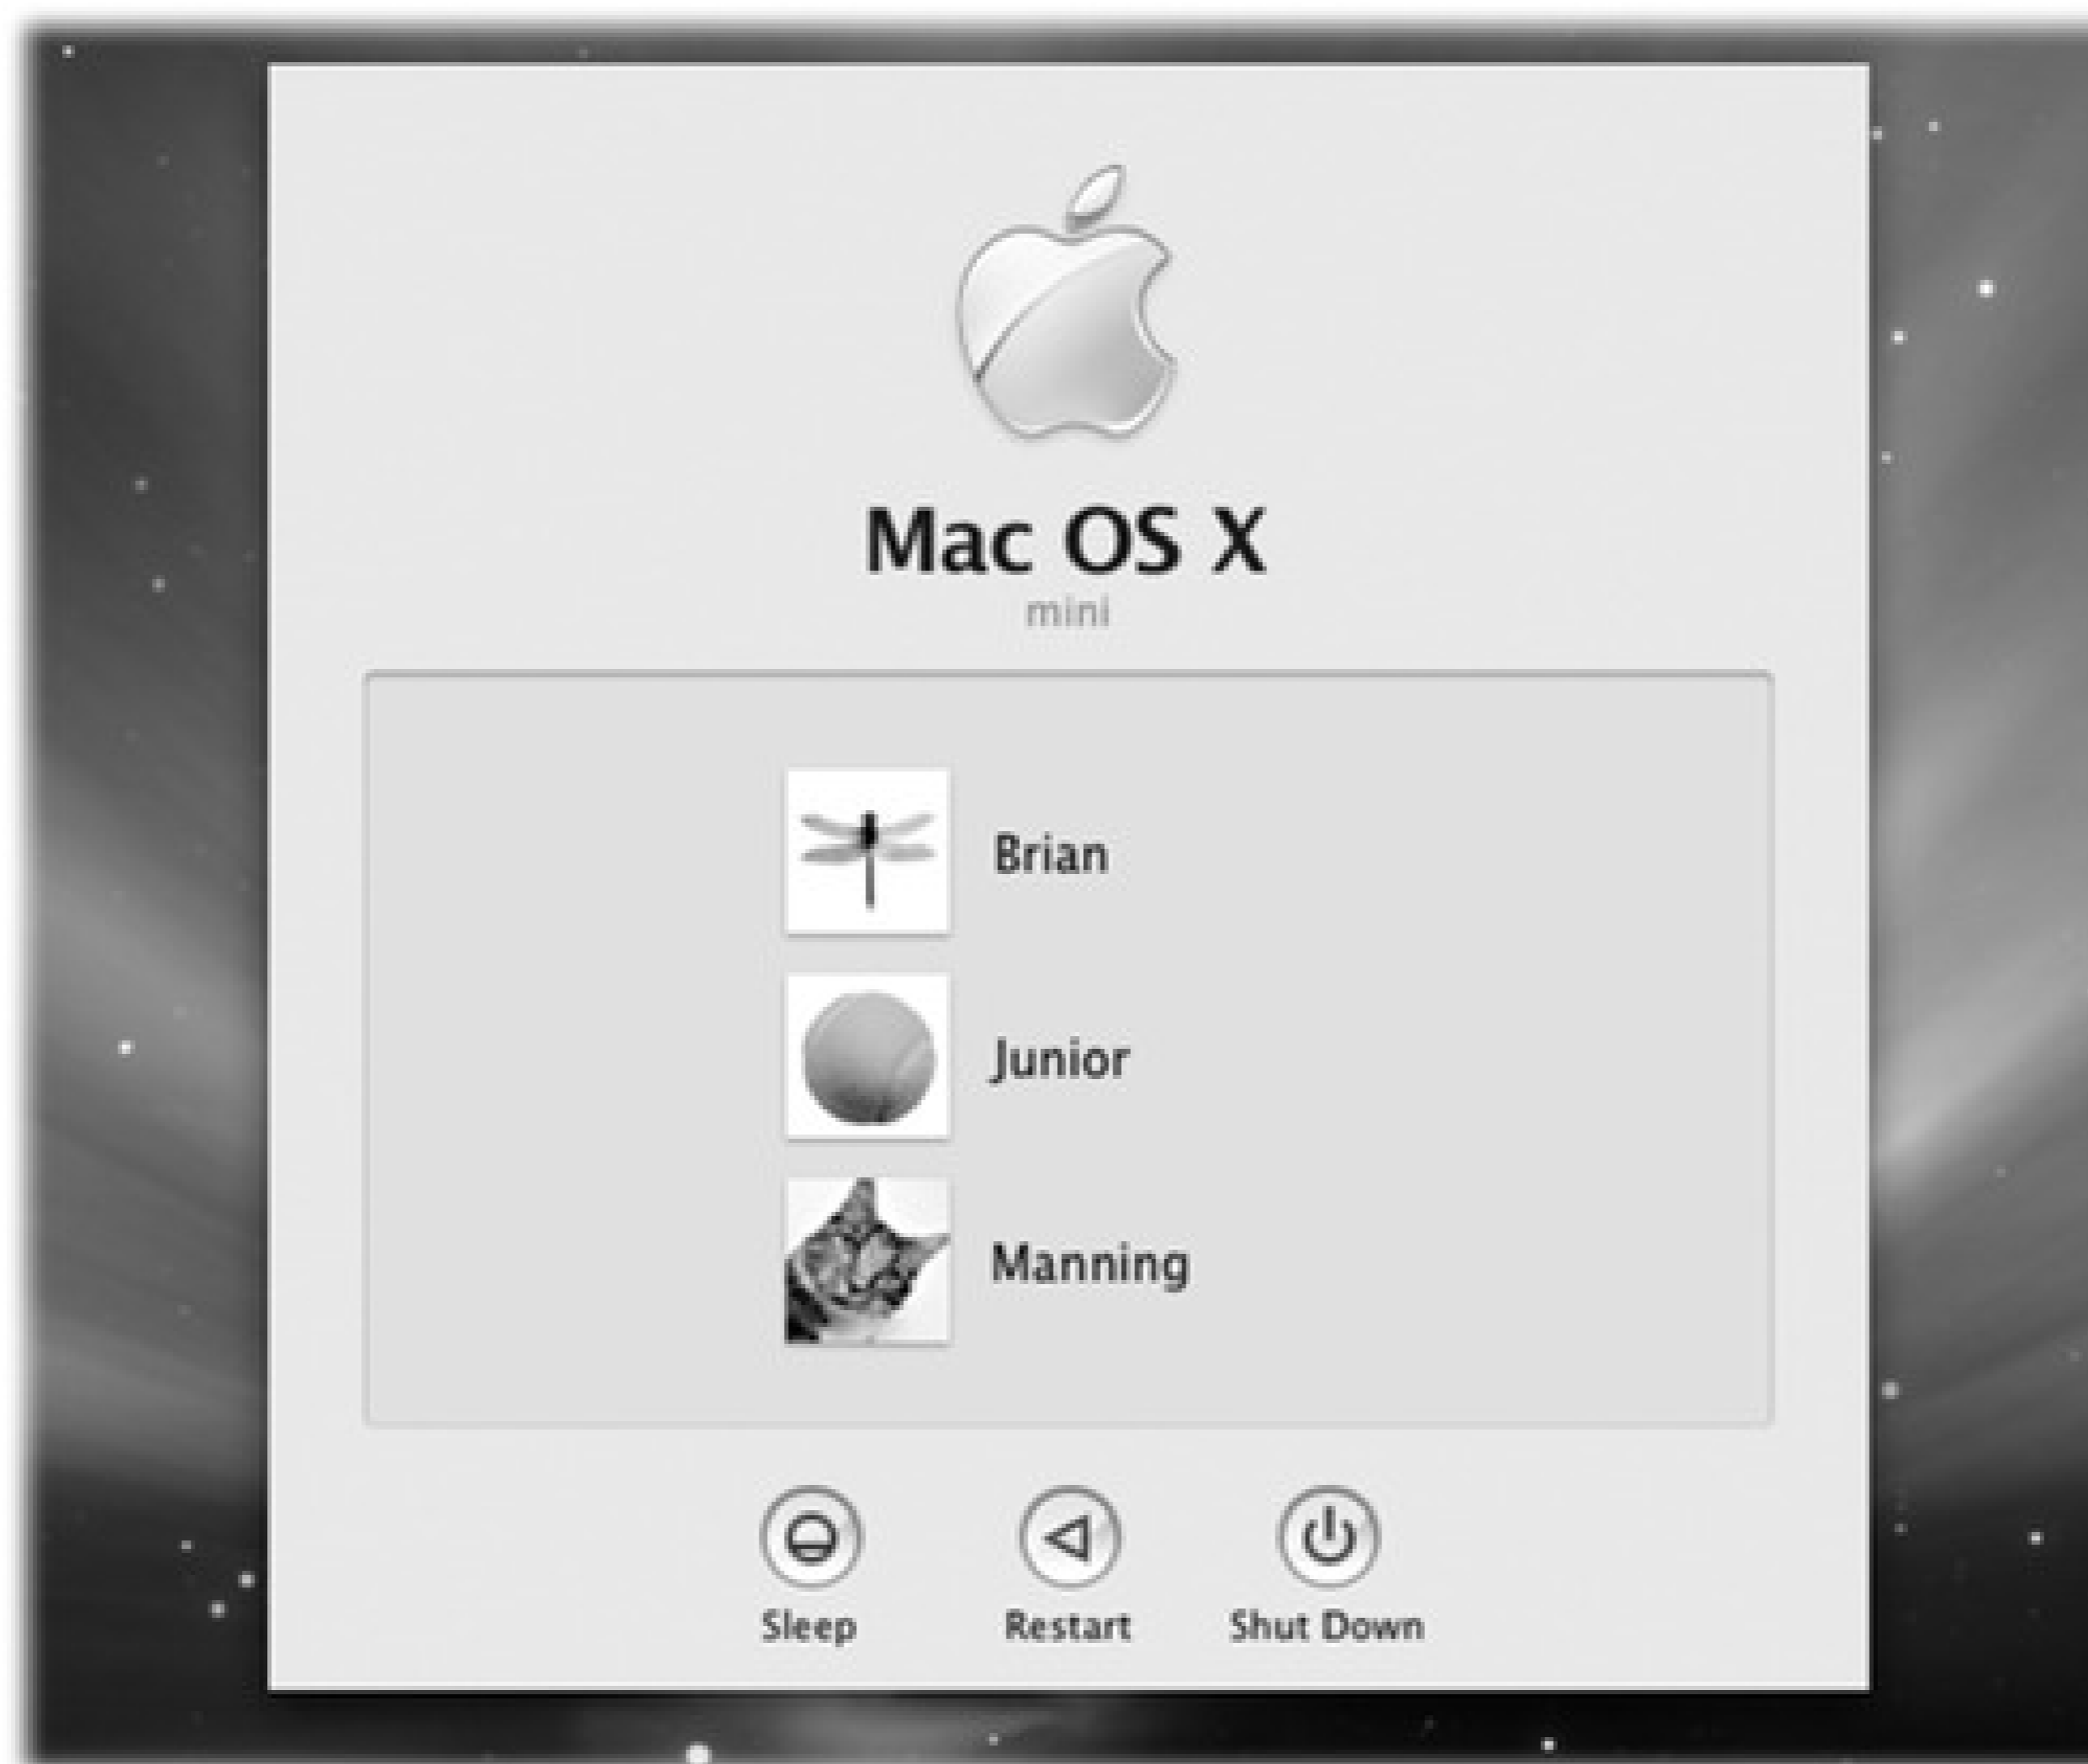 Mac OS X
mini
Brian
Junior
Manning
Sleep Restart Shut Down